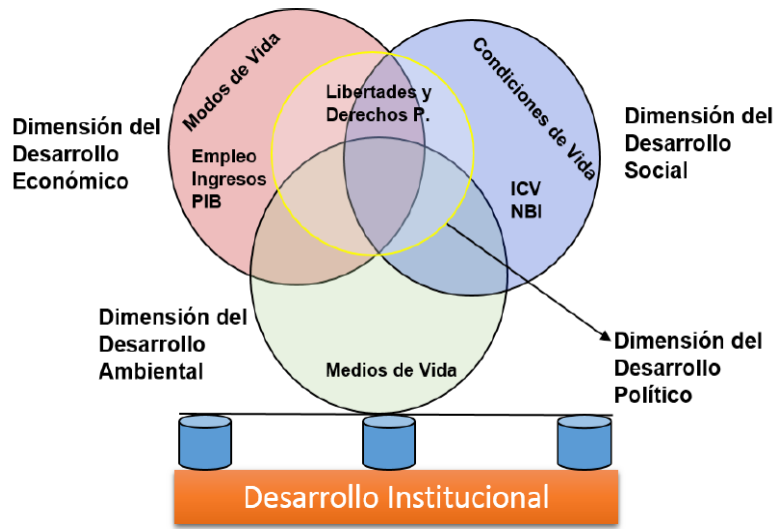 Modos de Vida
Condiciones de Vida
Libertades y
Derechos P.
Dimensión del
Desarrollo
Económico
Dimensión del
Desarrollo
Social
Empleo
Ingresos
PIB
ICV
NBI
Dimensión del
Desarrollo
Ambiental
Medios de Vida
Dimensión del
Desarrollo
Político
Desarrollo Institucional